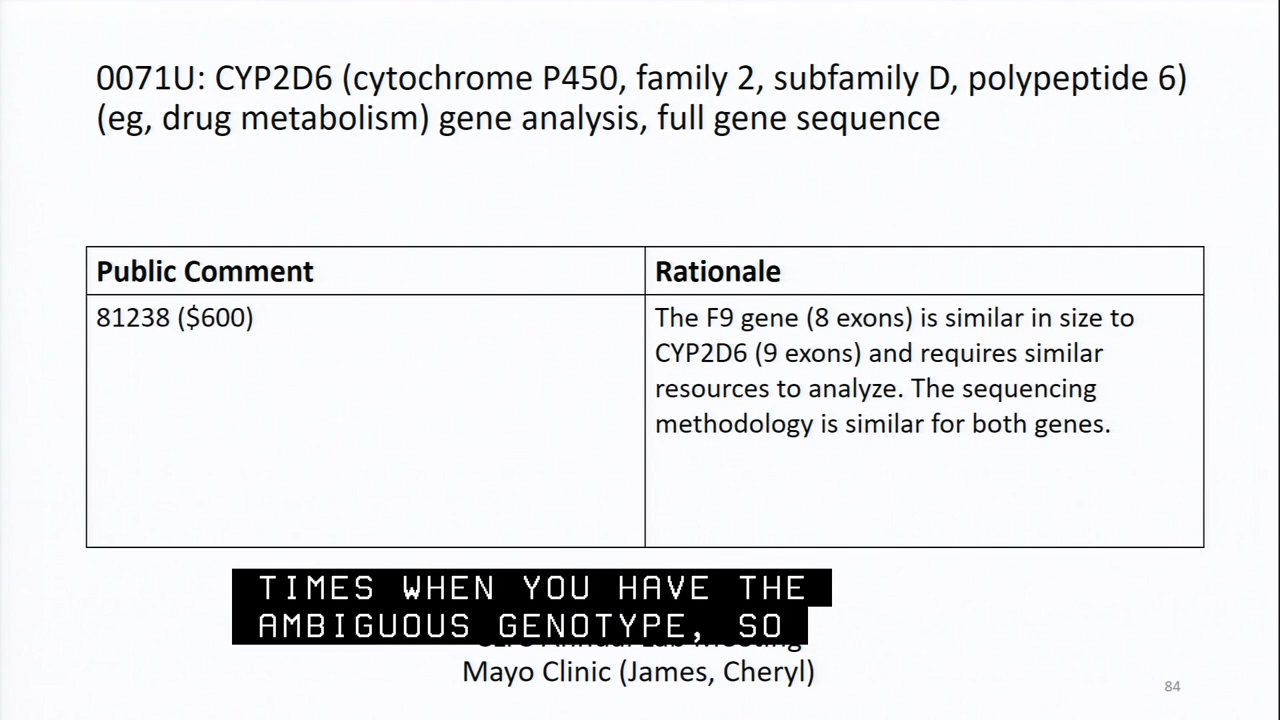 0071U: CYP2D6 (cytochrome P450, family 2, subfamily D, polypeptide 6)
(eg, drug metabolism) gene analysis, full gene sequence
Public Comment
Rationale
81238 ($600)
The F9 gene (8 exons) is similar in size to
CYP2D6 (9 exons) and requires similar
resources to analyze. The sequencing
methodology is similar for both genes.
TIMES WHEN YOU HAVE THE
AMBIGUOUS GENOTYPE, SO
Annual Lab Meeting
Mayo Clinic (James, Cheryl)
84